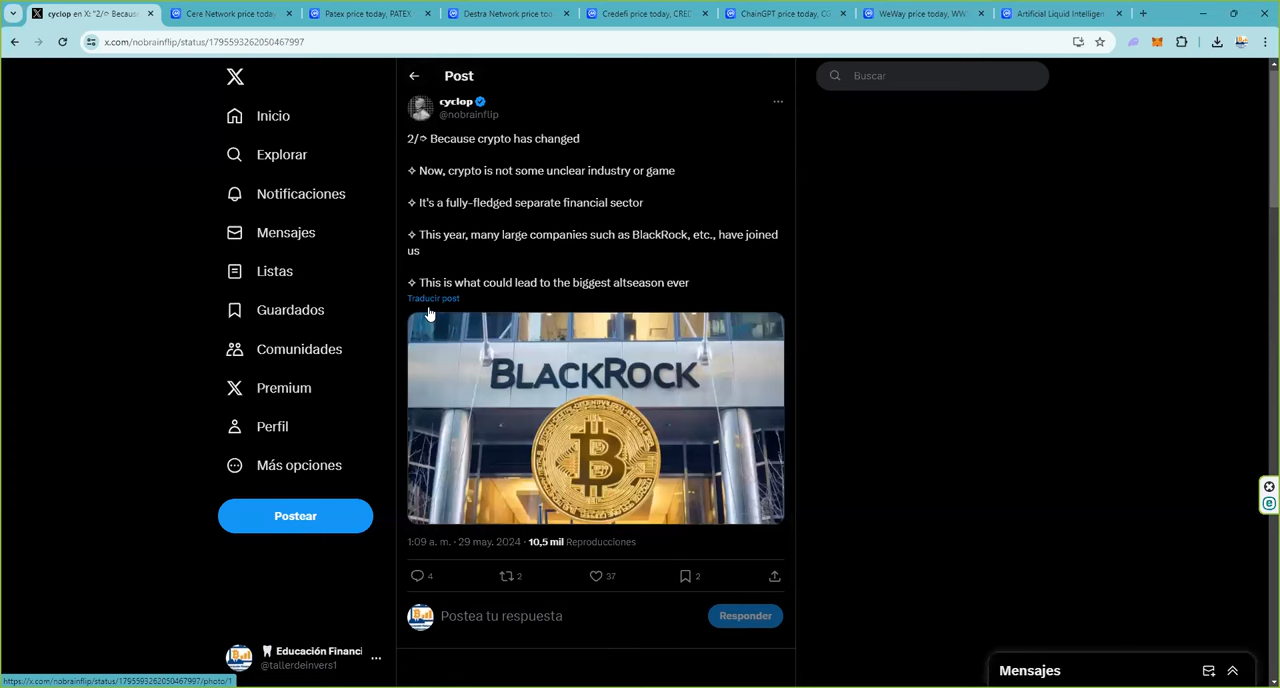 cyclop en X: "2/➮ Becaus
Cere Network price today
Patex price today, PATEX
Destra Network price too
Credefi price today, CRED
ChainGPT price today, CG
WeWay price today, WW
Artificial Liquid Intelligen
x.com/nobrainflip/status/1795593262050467997
Inicio
Explorar
Notificaciones
Mensajes
Listas
Guardados
Comunidades
Premium
Perfil
Más opciones
Postear
Educación Financi
@tallerdeinvers1
Post
cyclop
@nobrainflip
2/➮ Because crypto has changed
✧ Now, crypto is not some unclear industry or game
✧ It's a fully-fledged separate financial sector
✧ This year, many large companies such as BlackRock, etc., have joined
us
✧ This is what could lead to the biggest altseason ever
Traducir post
BLACKROCK
1:09 a. m. · 29 may. 2024 · 10,5 mil Reproducciones
4
2
37
2
Postea tu respuesta
Responder
Buscar
Mensajes
https://x.com/nobrainflip/status/1795593262050467997/photo/1